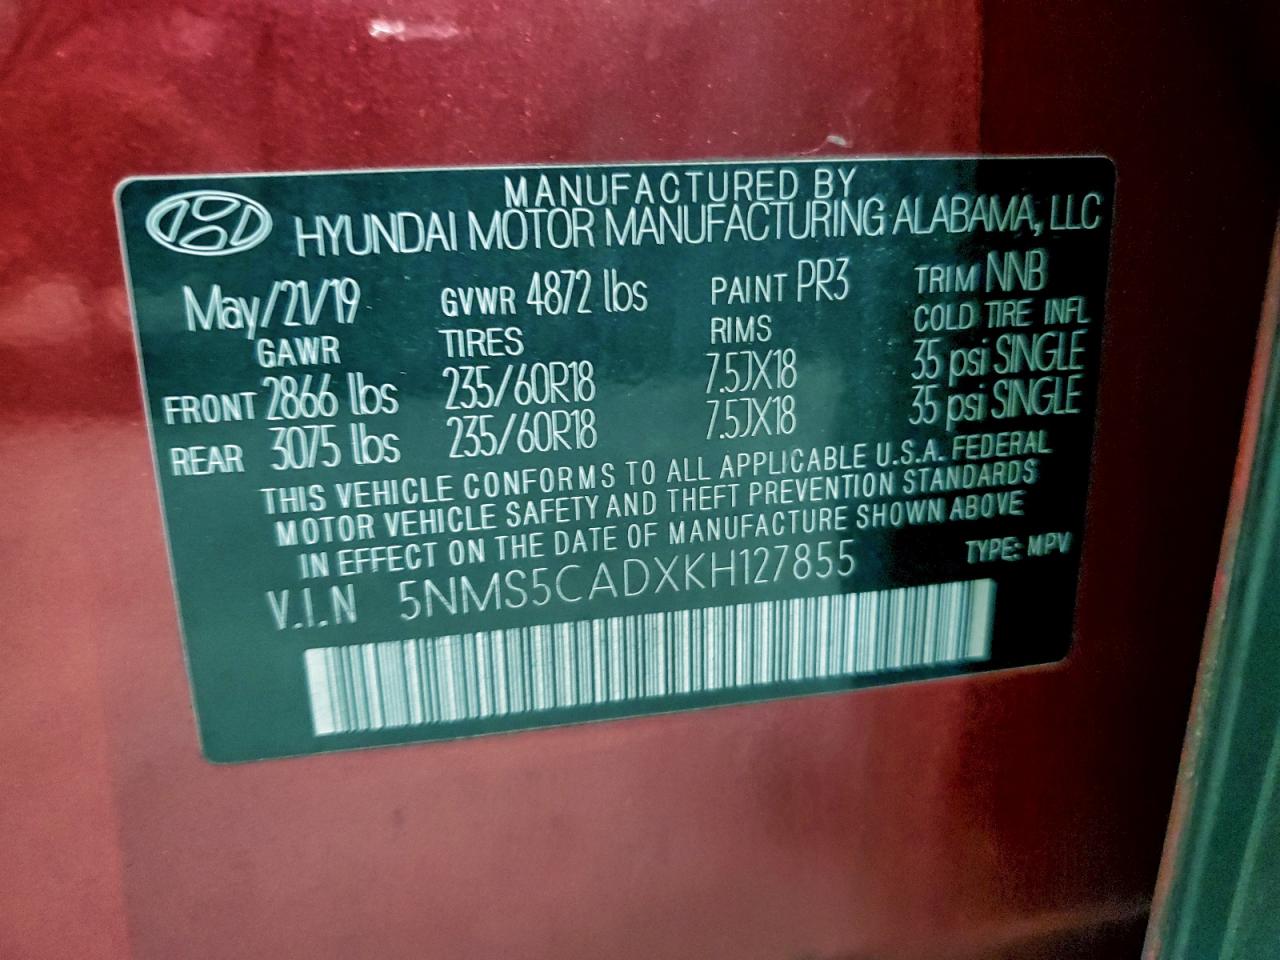 MANUFACTURED BY
HYUNDAI MOTOR MANUFACTURING ALABAMA, LLC
May/21/19 GVWR 4872 lbs PAINT PR3 TRIM NNB
GAWR TIRES RIMS COLD TIRE INFL
FRONT 2866 lbs 235/60R18 7.5JX18 35 psi SINGLE
REAR 3075 lbs 235/60R18 7.5JX18 35 psi SINGLE
THIS VEHICLE CONFORMS TO ALL APPLICABLE U.S.A. FEDERAL
MOTOR VEHICLE SAFETY AND THEFT PREVENTION STANDARDS
IN EFFECT ON THE DATE OF MANUFACTURE SHOWN ABOVE
V.I.N 5NMS5CADXKH127855 TYPE: MPV